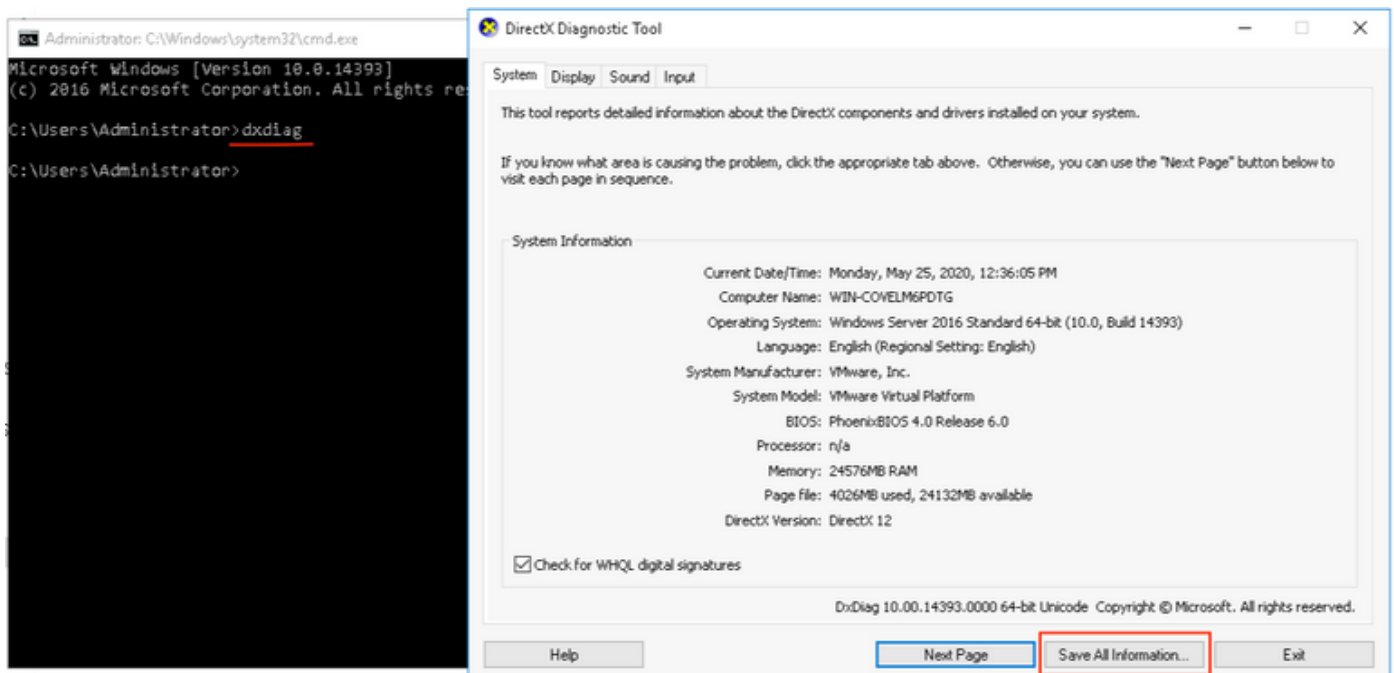 Administrator: C:\Windows\system32\cmd.exe
Microsoft Windows [Version 10.0.14393]
(c) 2016 Microsoft Corporation. All rights re
C:\Users\Administrator>dxdiag
C:\Users\Administrator>
DirectX Diagnostic Tool
System Display Sound Input
This tool reports detailed information about the DirectX components and drivers installed on your system.
If you know what area is causing the problem, click the appropriate tab above. Otherwise, you can use the "Next Page" button below to
visit each page in sequence.
System Information
Current Date/Time: Monday, May 25, 2020, 12:36:05 PM
Computer Name: WIN-COVELM6PDTG
Operating System: Windows Server 2016 Standard 64-bit (10.0, Build 14393)
Language: English (Regional Setting: English)
System Manufacturer: VMware, Inc.
System Model: VMware Virtual Platform
BIOS: PhoenixBIOS 4.0 Release 6.0
Processor: n/a
Memory: 24576MB RAM
Page file: 4026MB used, 24132MB available
DirectX Version: DirectX 12
Check for WHQL digital signatures
DxDiag 10.00.14393.0000 64-bit Unicode Copyright © Microsoft. All rights reserved.
Help Next Page Save All Information... Exit